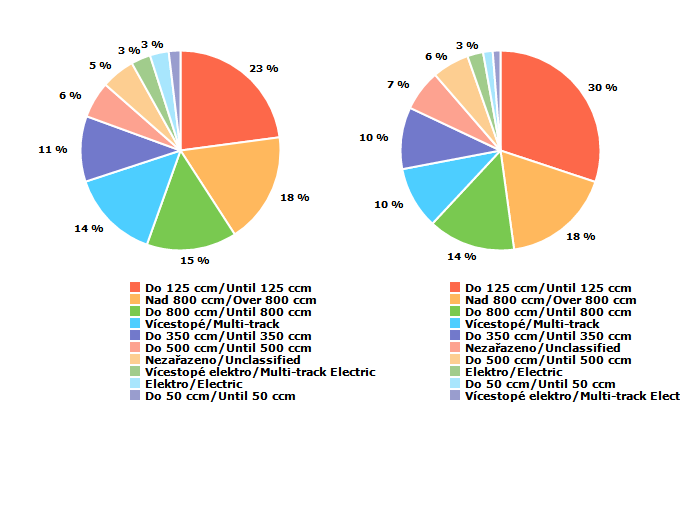 3 %
3 %
5 %
23 %
6 %
11 %
18 %
14 %
15 %
3 %
6 %
30 %
7 %
10 %
10 %
18 %
14 %
Do 125 ccm/Until 125 ccm
Nad 800 ccm/Over 800 ccm
Do 800 ccm/Until 800 ccm
Vícestopé/Multi-track
Do 350 ccm/Until 350 ccm
Do 500 ccm/Until 500 ccm
Nezařazeno/Unclassified
Vícestopé elektro/Multi-track Electric
Elektro/Electric
Do 50 ccm/Until 50 ccm
Do 125 ccm/Until 125 ccm
Nad 800 ccm/Over 800 ccm
Do 800 ccm/Until 800 ccm
Vícestopé/Multi-track
Do 350 ccm/Until 350 ccm
Nezařazeno/Unclassified
Do 500 ccm/Until 500 ccm
Elektro/Electric
Do 50 ccm/Until 50 ccm
Vícestopé elektro/Multi-track Elect